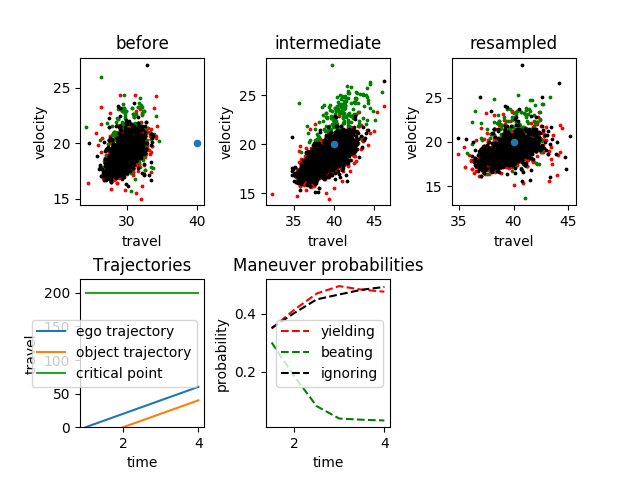 before
intermediate
resampled
velocity
25
20
15
30
40
travel
velocity
25
20
15
35
40
45
travel
velocity
25
20
15
35
40
45
travel
Trajectories
Maneuver probabilities
travel
200
150
100
50
0
ego trajectory
object trajectory
critical point
2
4
time
probability
0.4
0.2
yielding
beating
ignoring
2
4
time